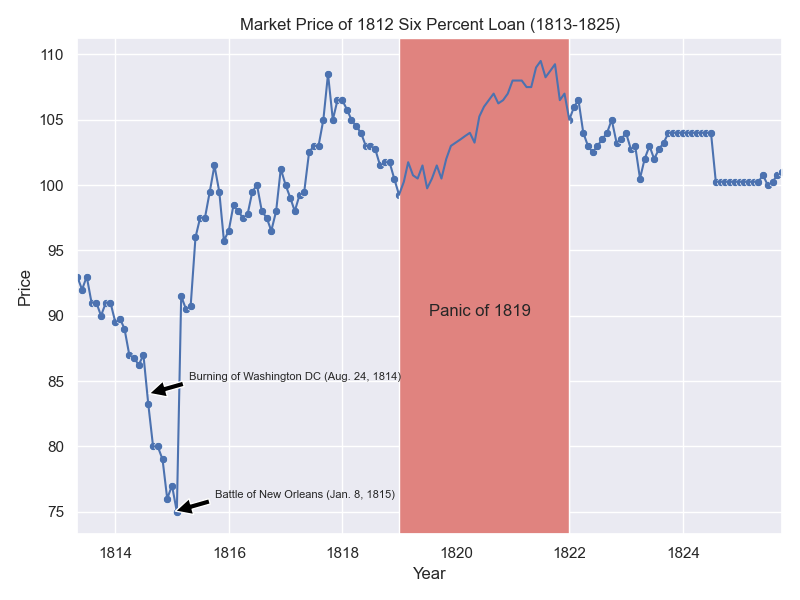 Market Price of 1812 Six Percent Loan (1813-1825)
110
105
100
95
90
85
80
75
Price
Panic of 1819
Burning of Washington DC (Aug. 24, 1814)
Battle of New Orleans (Jan. 8, 1815)
1814
1816
1818
1820
1822
1824
Year